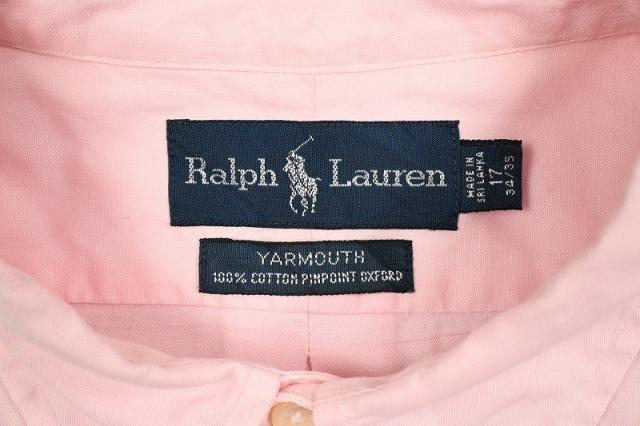 Ralph Lauren
MADE IN
SRI LANKA
17
34/35
YARMOUTH
100% COTTON PINPOINT OXFORD